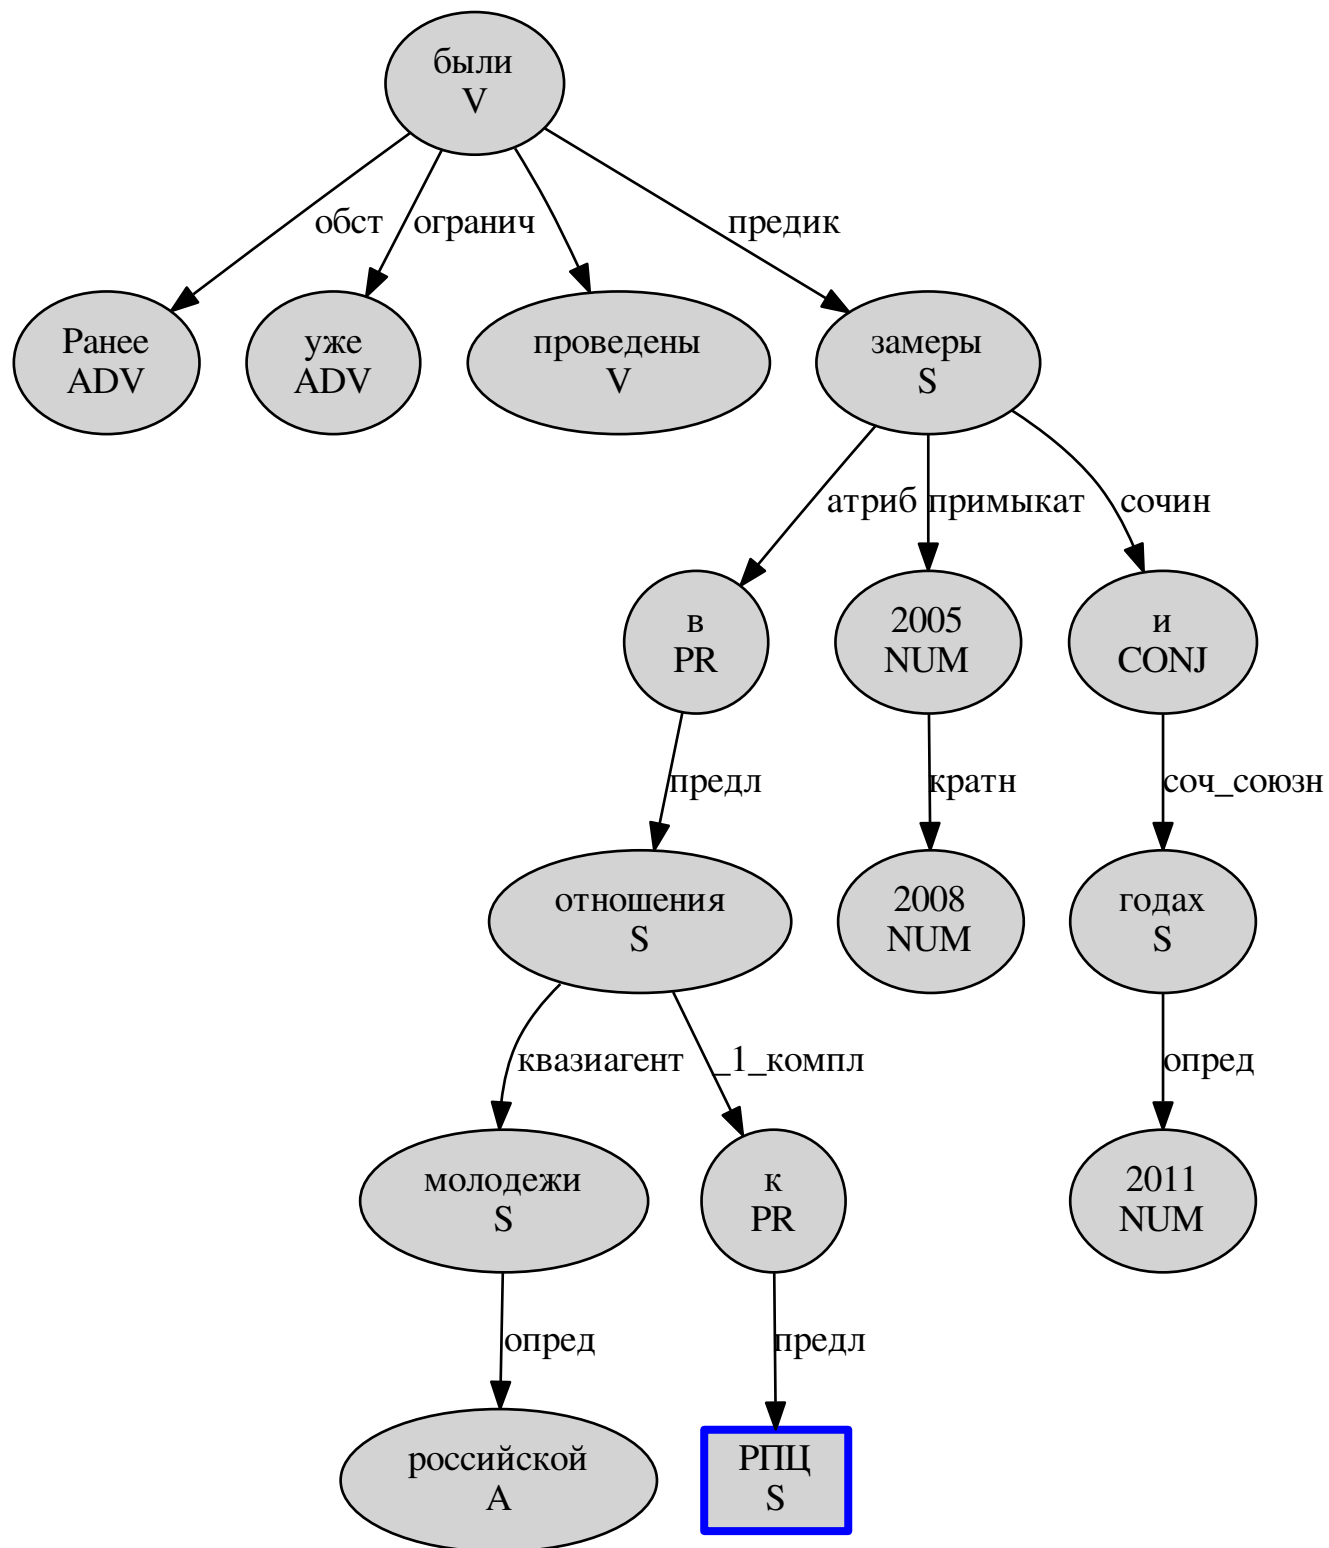 были
V
обст
огранич
предик
Ранее
ADV
уже
ADV
проведены
V
замеры
S
атриб
примыкат
сочин
в
PR
2005
NUM
и
CONJ
предл
кратн
соч_союзн
отношения
S
2008
NUM
годах
S
квазиагент
_1_компл
опред
молодежи
S
к
PR
2011
NUM
опред
предл
российской
A
РПЦ
S